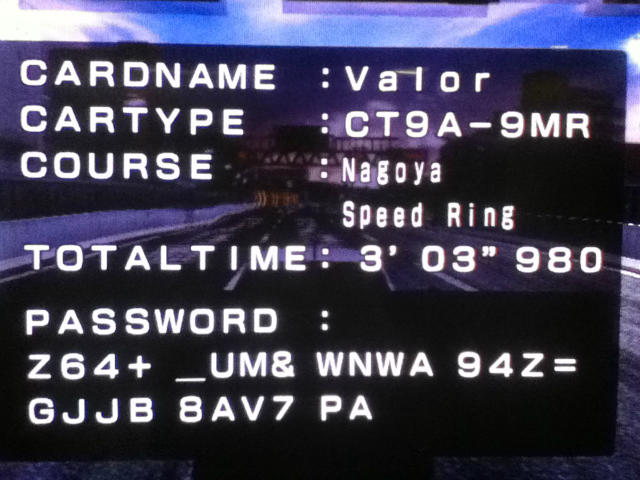 CARDNAME : Valor
CARTYPE : CT9A-9MR
COURSE : Nagoya
Speed Ring
TOTALTIME: 3' 03" 980
PASSWORD :
Z64+ _UM& WNWA 94Z=
GJJB 8AV7 PA